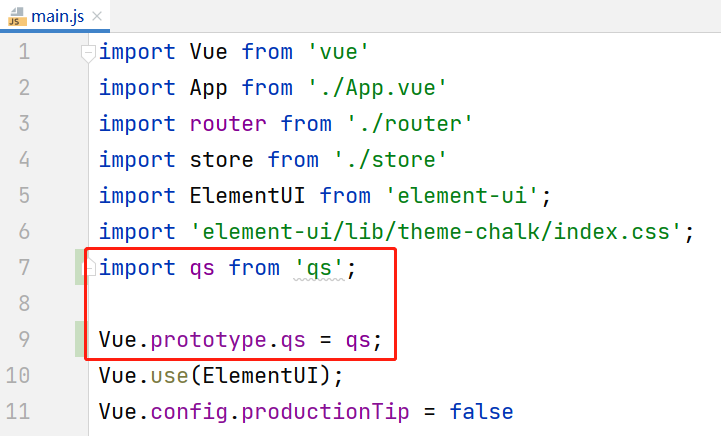 main.js
JS
1 import Vue from 'vue'
2 import App from './App.vue'
3 import router from './router'
4 import store from './store'
5 import ElementUI from 'element-ui';
6 import 'element-ui/lib/theme-chalk/index.css';
7 import qs from 'qs';
8
9 Vue.prototype.qs = qs;
10 Vue.use(ElementUI);
11 Vue.config.productionTip = false